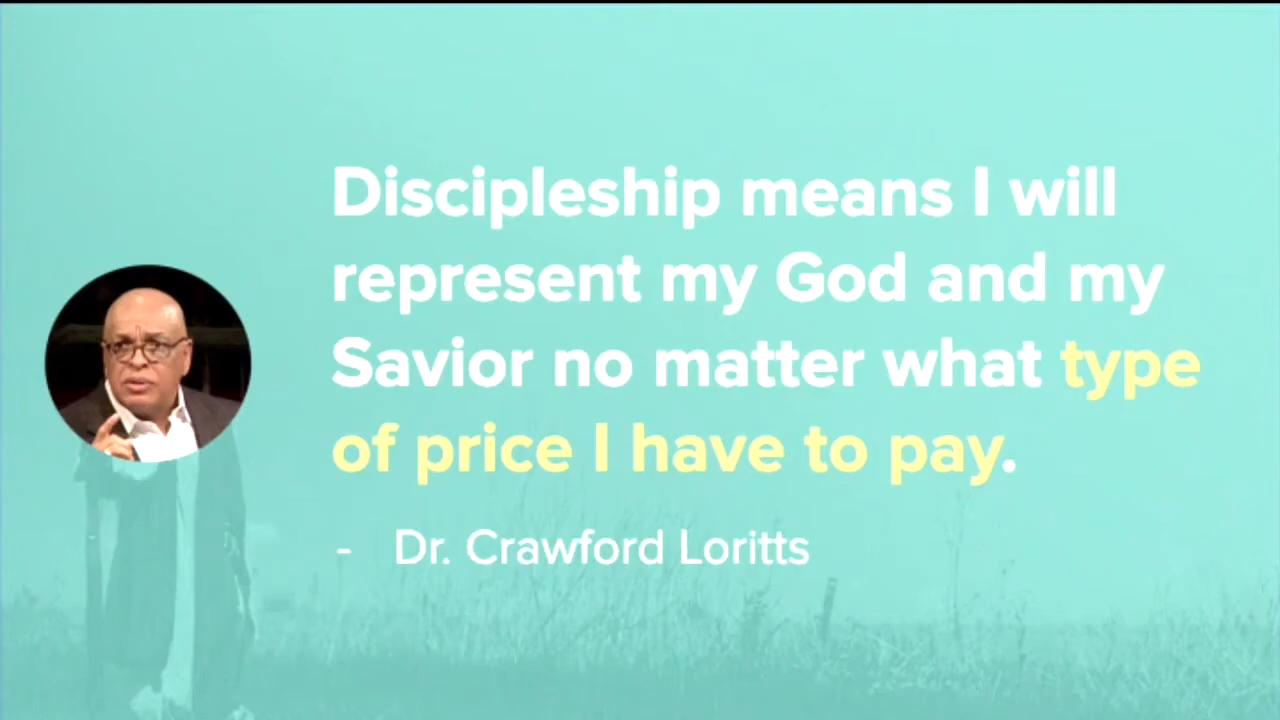 Discipleship means I will
represent my God and my
Savior no matter what type
of price I have to pay.
- Dr. Crawford Loritts